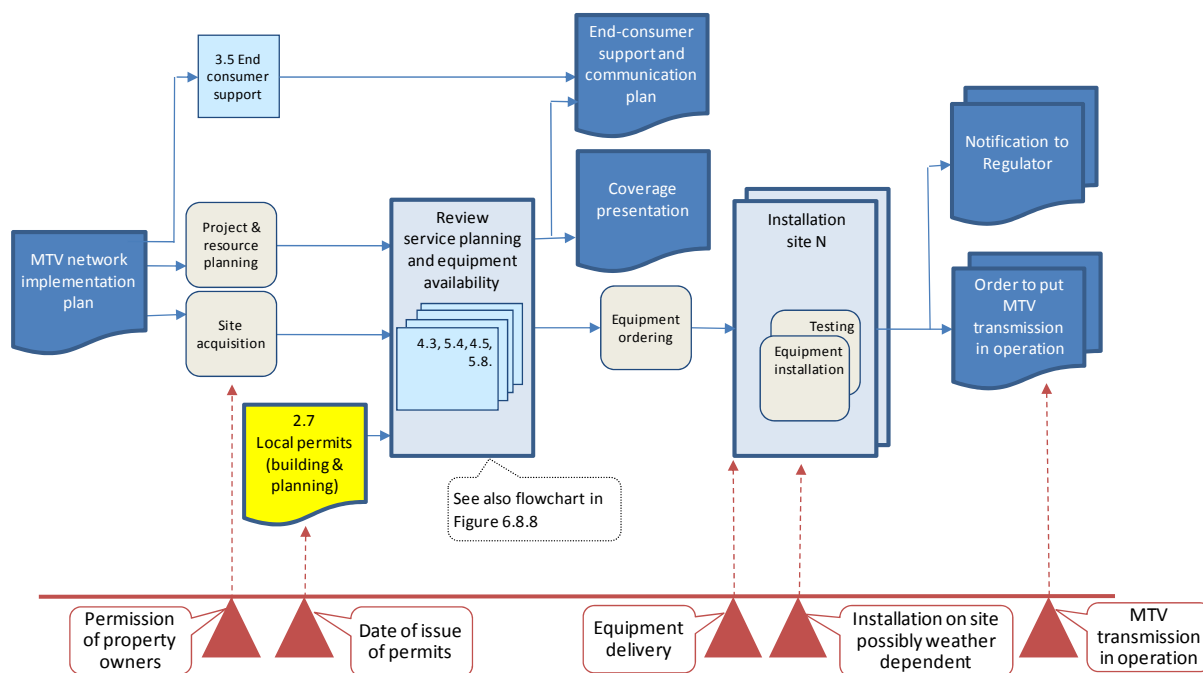 3.5 End
consumer
support
End-consumer
support and
communication
plan
Notification to
Regulator
Coverage
presentation
MTV network
implementation
plan
Project &
resource
planning
Site
acquisition
Review
service planning
and equipment
availability
4.3, 5.4, 4.5,
5.8.
Equipment
ordering
Installation
site N
Testing
Equipment
installation
Order to put
MTV
transmission
in operation
2.7
Local permits
(building &
planning)
See also flowchart in
Figure 6.8.8
Permission
of property
owners
Date of issue
of permits
Equipment
delivery
Installation on site
possibly weather
dependent
MTV
transmission
in operation